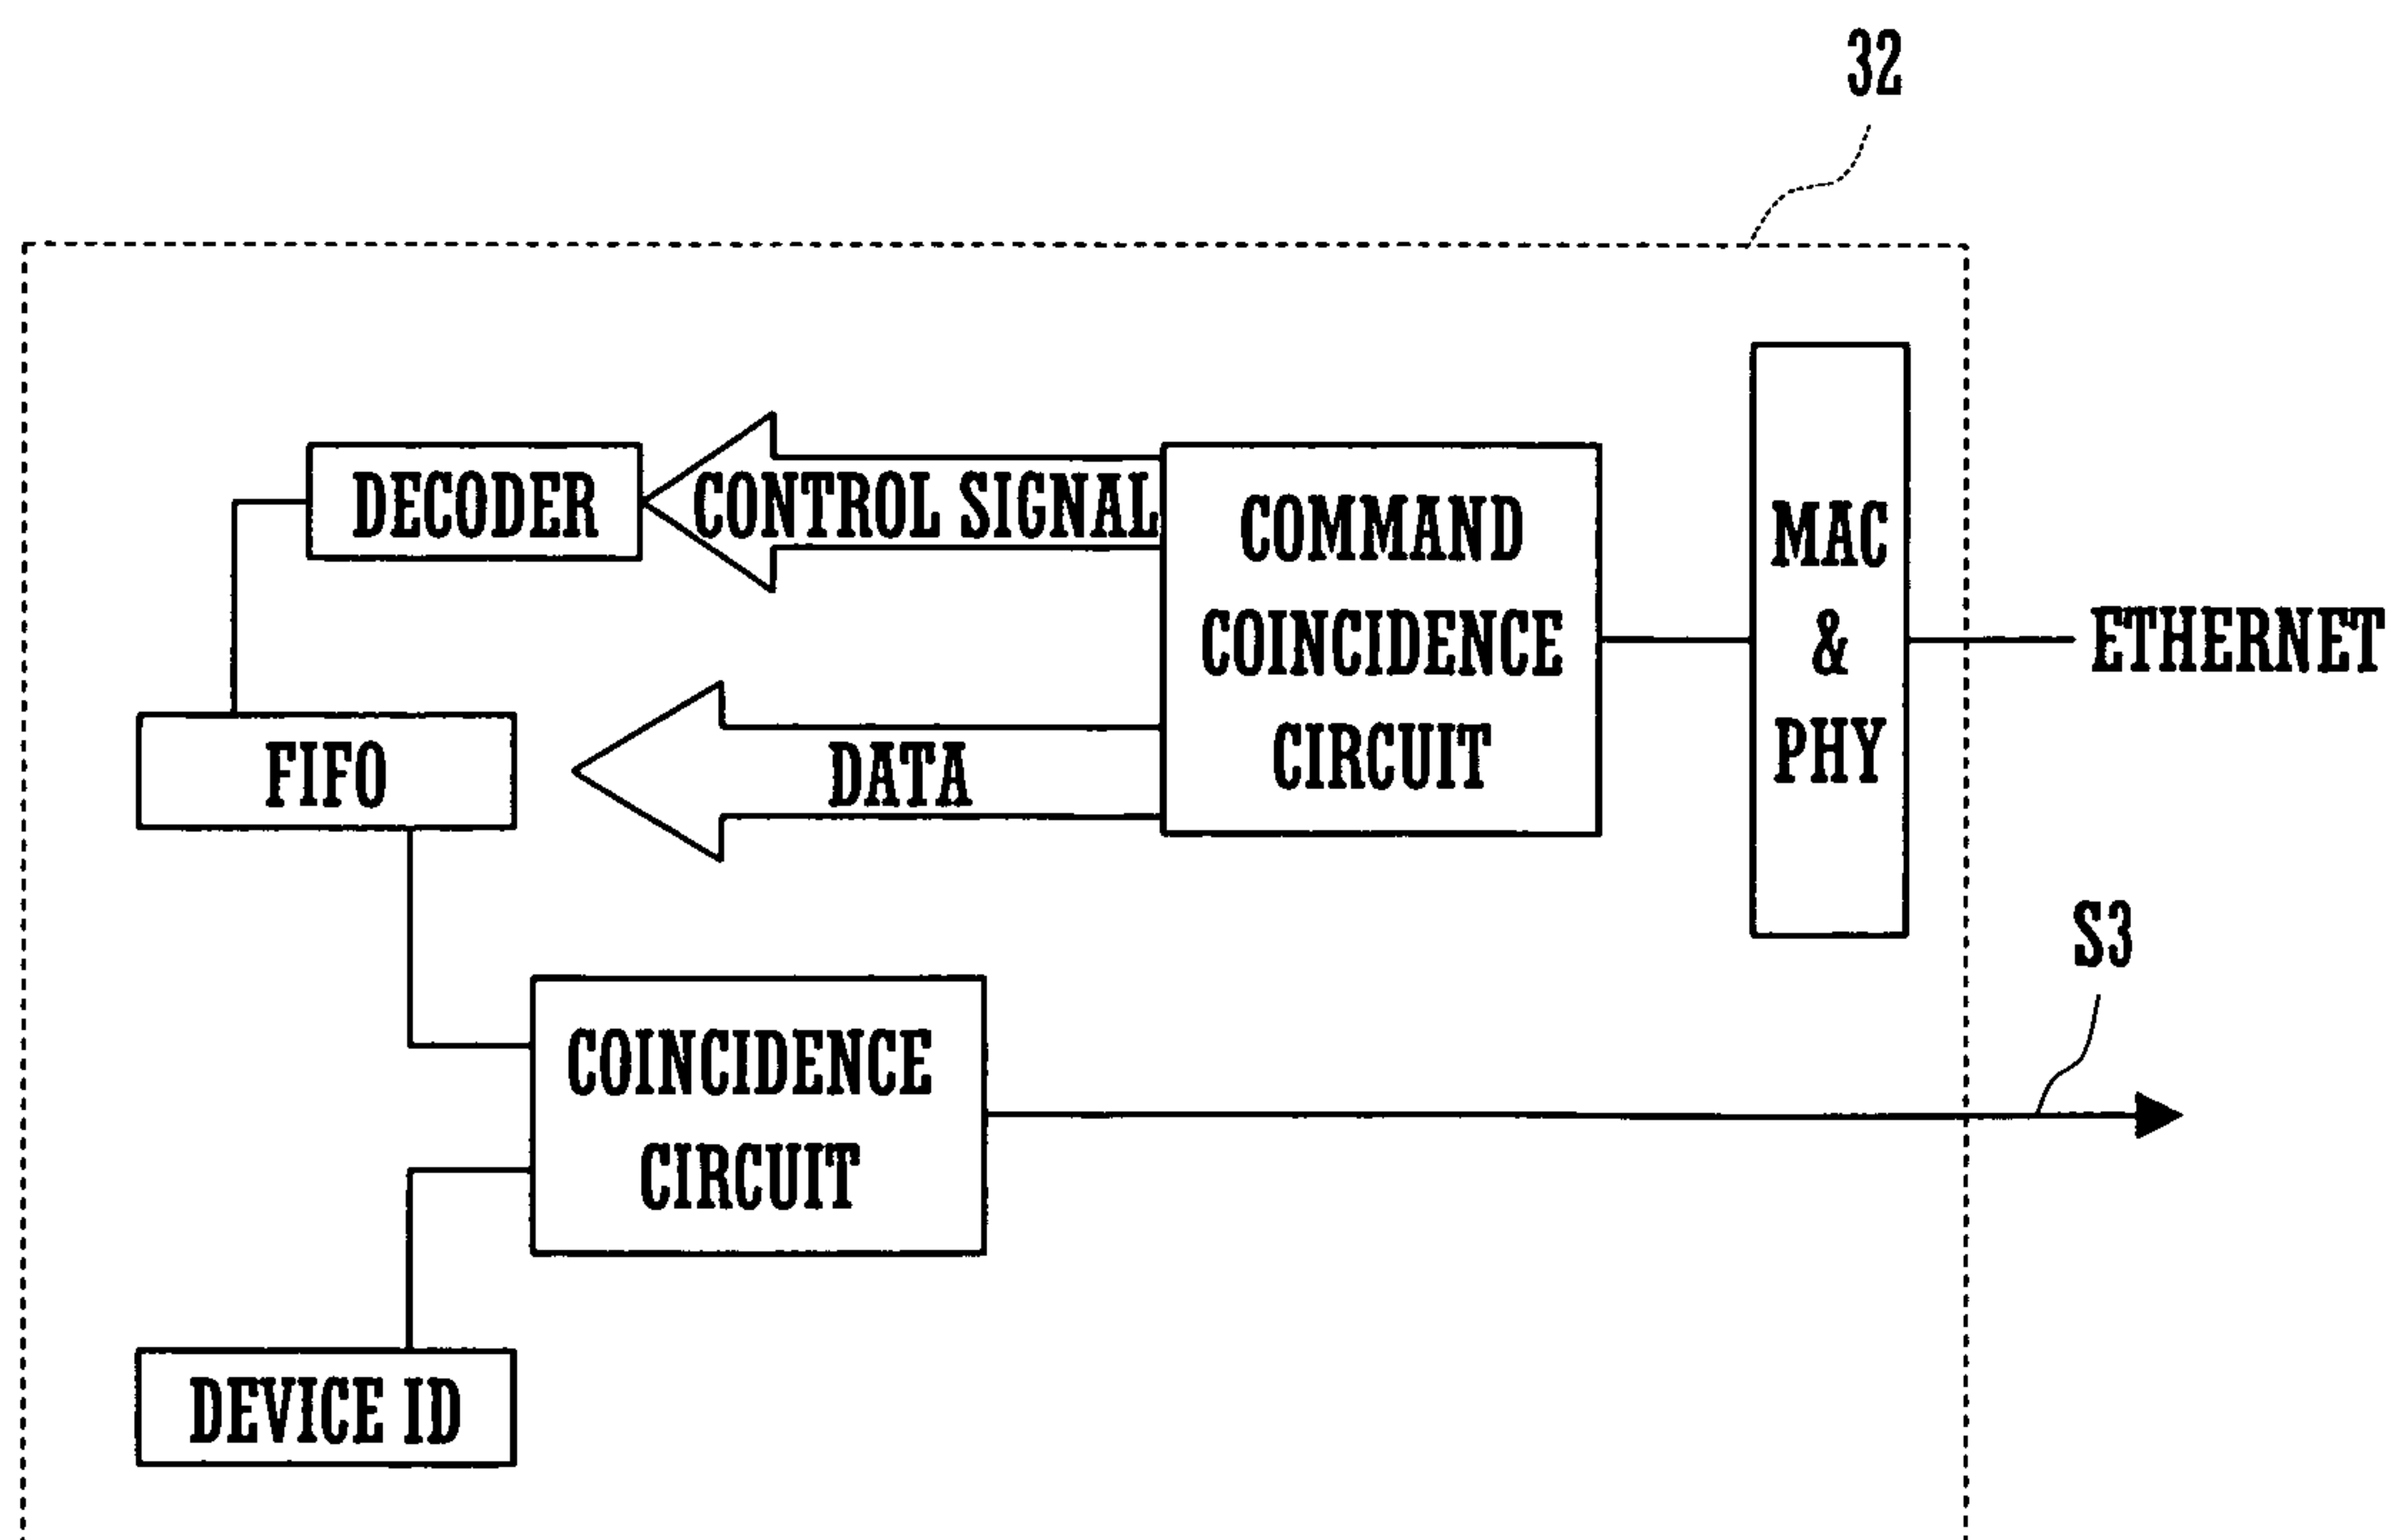 32
DECODER
CONTROL SIGNAL
COMMAND
COINCIDENCE
CIRCUIT
MAC
&
PHY
ETHERNET
FIFO
DATA
S3
COINCIDENCE
CIRCUIT
DEVICE ID